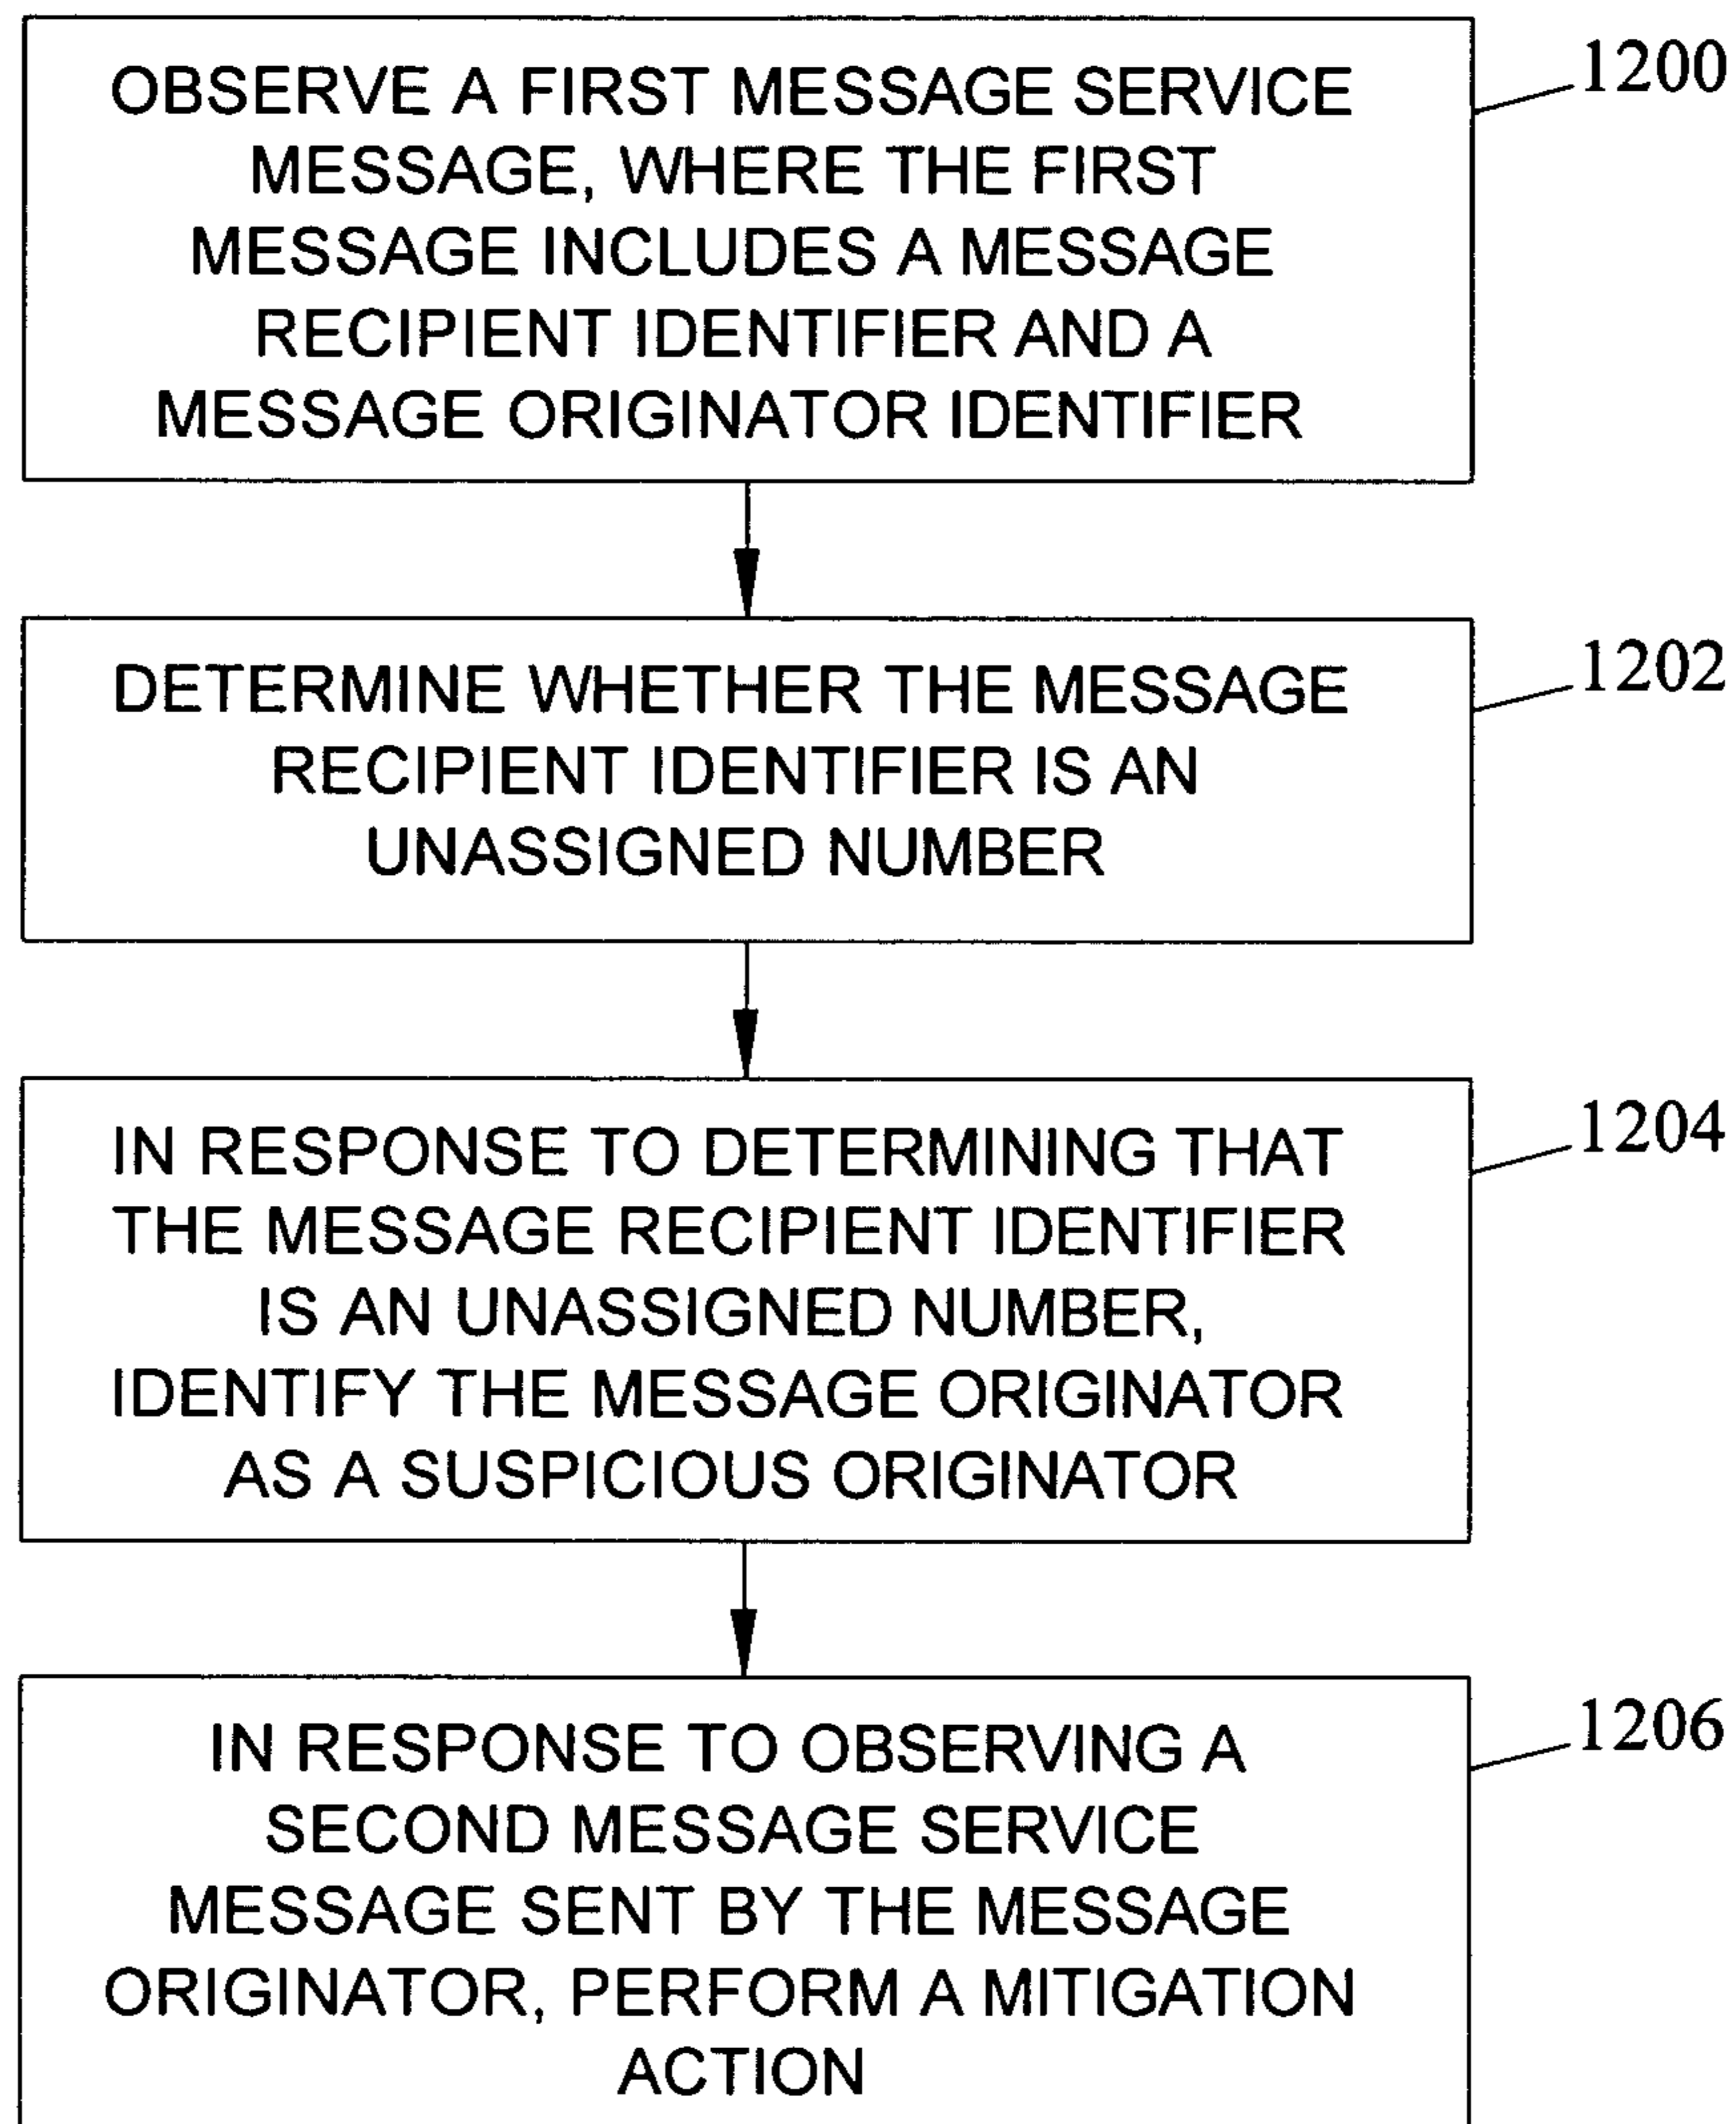 OBSERVE A FIRST MESSAGE SERVICE
MESSAGE, WHERE THE FIRST
MESSAGE INCLUDES A MESSAGE
RECIPIENT IDENTIFIER AND A
MESSAGE ORIGINATOR IDENTIFIER
1200
DETERMINE WHETHER THE MESSAGE
RECIPIENT IDENTIFIER IS AN
UNASSIGNED NUMBER
1202
IN RESPONSE TO DETERMINING THAT
THE MESSAGE RECIPIENT IDENTIFIER
IS AN UNASSIGNED NUMBER,
IDENTIFY THE MESSAGE ORIGINATOR
AS A SUSPICIOUS ORIGINATOR
1204
IN RESPONSE TO OBSERVING A
SECOND MESSAGE SERVICE
MESSAGE SENT BY THE MESSAGE
ORIGINATOR, PERFORM A MITIGATION
ACTION
1206